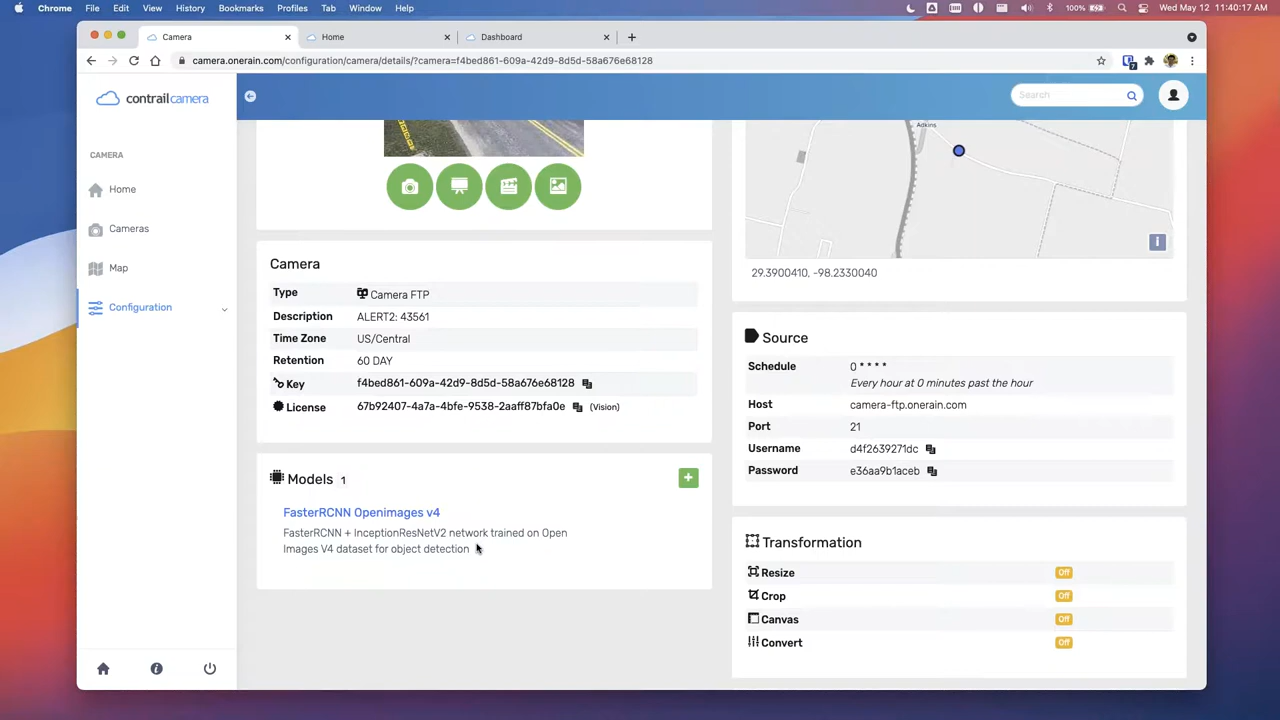 Chrome File Edit View History Bookmarks Profiles Tab Window Help 100% Wed May 12 11:40:17 AM
Camera Home Dashboard
camera.onerain.com/configuration/camera/details/?camera=f4bed861-609a-42d9-8d5d-58a676e68128
contrailcamera
Search
CAMERA
Home
Cameras
Map
Configuration
Adkins
i
29.3900410, -98.2330040
Camera
Type Camera FTP
Description ALERT2: 43561
Time Zone US/Central
Retention 60 DAY
Key f4bed861-609a-42d9-8d5d-58a676e68128
License 67b92407-4a7a-4bfe-9538-2aaff87bfa0e (Vision)
Models 1
+
FasterRCNN Openimages v4
FasterRCNN + InceptionResNetV2 network trained on Open
Images V4 dataset for object detection
Source
Schedule 0 * * * *
Every hour at 0 minutes past the hour
Host camera-ftp.onerain.com
Port 21
Username d4f2639271dc
Password e36aa9b1aceb
Transformation
Resize Off
Crop Off
Canvas Off
Convert Off